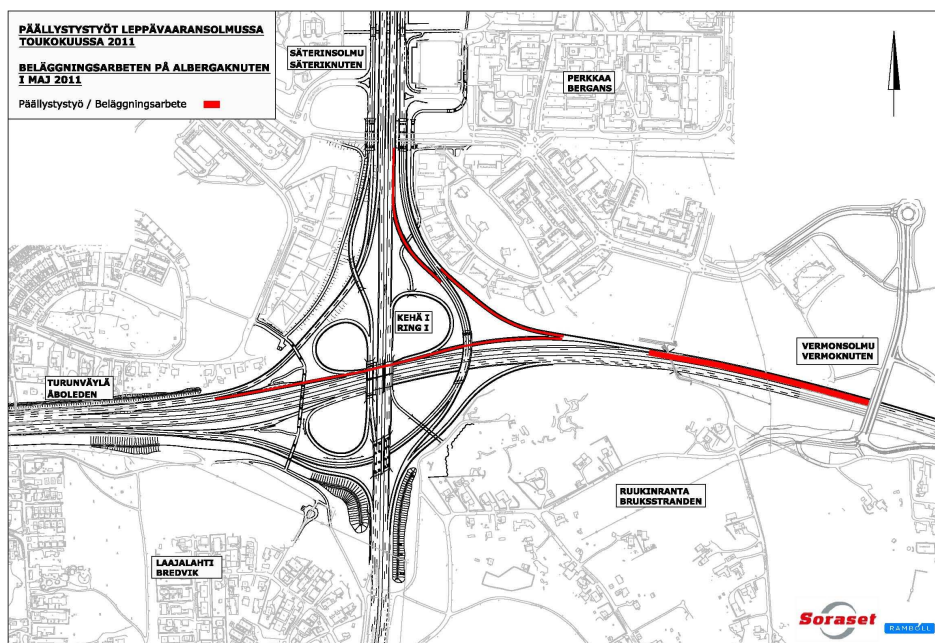 PÄÄLLYSTYSTYÖT LEPPÄVAARANSOLMUSSA
TOUKOKUUSSA 2011
BELÄGGNINGSARBETEN PÅ ALBERGAKNUTEN
I MAJ 2011
Päällystystyö / Beläggningsarbete
SÄTERINSOLMU
SÄTERIKNUTEN
PERKKAA
BERGANS
KEHÄ I
RING I
VERMONSOLMU
VERMOKNUTEN
TURUNVÄYLÄ
ÅBOLEDEN
RUUKINRANTA
BRUKSSTRANDEN
LAAJALAHTI
BREDVIK
Soraset
RAMBOLL